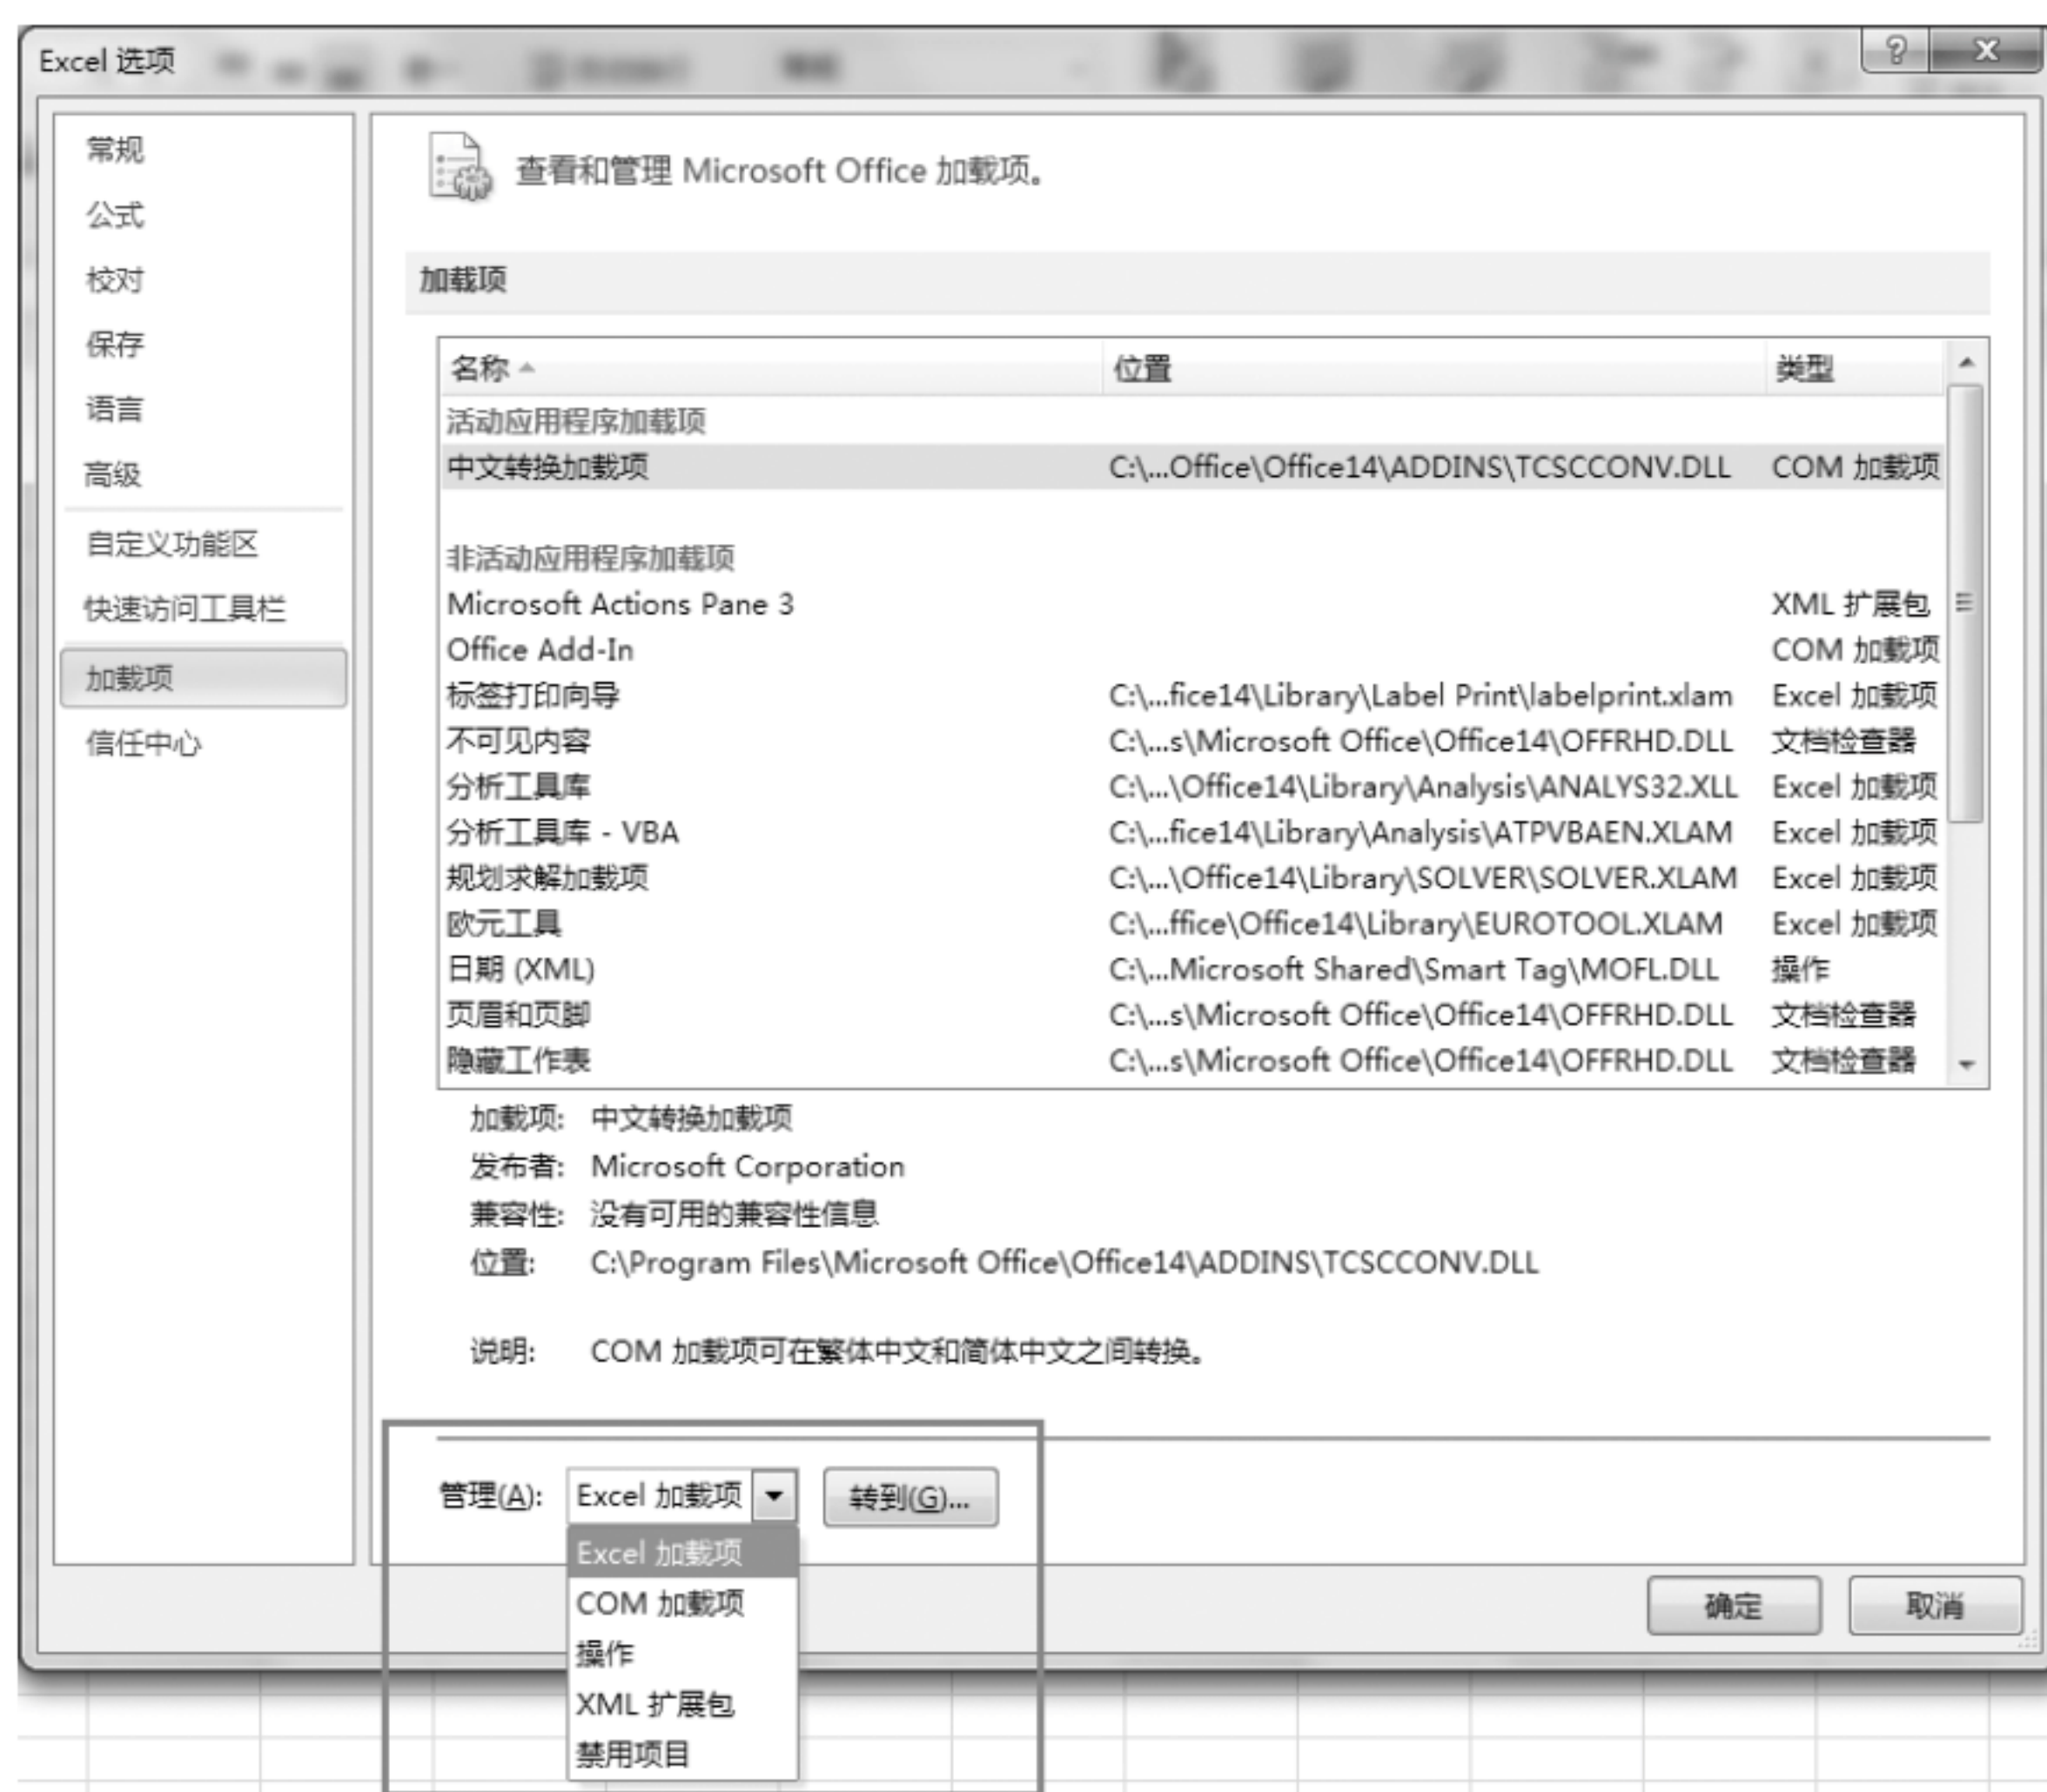 Excel 选项
常规
公式
校对
保存
语言
高级
自定义功能区
快速访问工具栏
加载项
信任中心
查看和管理 Microsoft Office 加载项。
加载项
名称 位置 类型
活动应用程序加载项
中文转换加载项 C:\...Office\Office14\ADDINS\TCSCCONV.DLL COM 加载项
非活动应用程序加载项
Microsoft Actions Pane 3 XML 扩展包
Office Add-In COM 加载项
标签打印向导 C:\...fice14\Library\Label Print\labelprint.xlam Excel 加载项
不可见内容 C:\...s\Microsoft Office\Office14\OFFRHD.DLL 文档检查器
分析工具库 C:\...\Office14\Library\Analysis\ANALYS32.XLL Excel 加载项
分析工具库 - VBA C:\...fice14\Library\Analysis\ATPVBAEN.XLAM Excel 加载项
规划求解加载项 C:\...\Office14\Library\SOLVER\SOLVER.XLAM Excel 加载项
欧元工具 C:\...ffice\Office14\Library\EUROTOOL.XLAM Excel 加载项
日期 (XML) C:\...Microsoft Shared\Smart Tag\MOFL.DLL 操作
页眉和页脚 C:\...s\Microsoft Office\Office14\OFFRHD.DLL 文档检查器
隐藏工作表 C:\...s\Microsoft Office\Office14\OFFRHD.DLL 文档检查器
加载项: 中文转换加载项
发布者: Microsoft Corporation
兼容性: 没有可用的兼容性信息
位置: C:\Program Files\Microsoft Office\Office14\ADDINS\TCSCCONV.DLL
说明: COM 加载项可在繁体中文和简体中文之间转换。
管理(A): Excel 加载项 转到(G)...
Excel 加载项
COM 加载项
操作
XML 扩展包
禁用项目
确定 取消